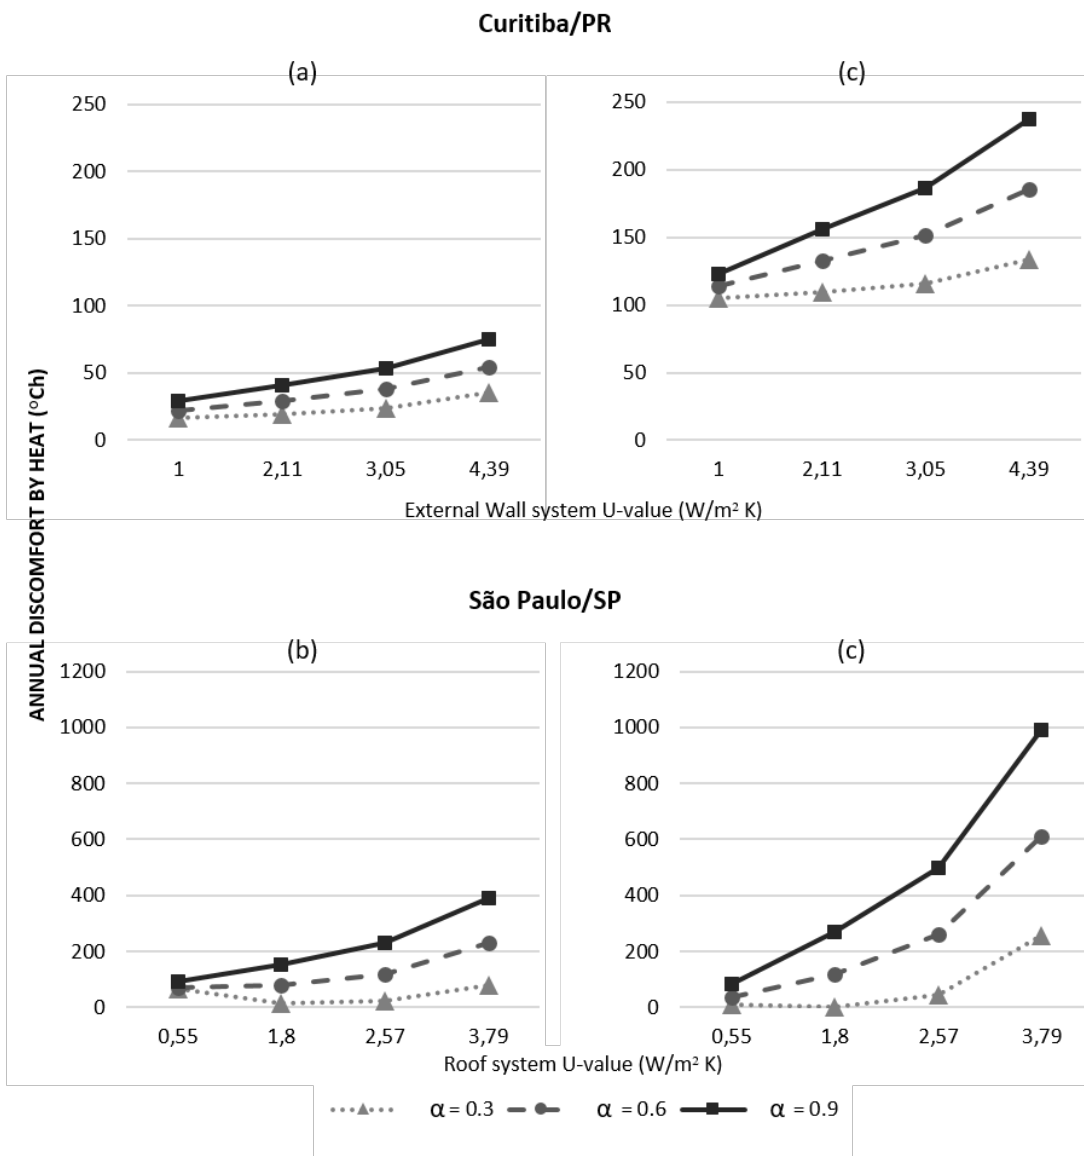 Curitiba/PR
(a)
(c)
250
200
150
100
50
0
1 2,11 3,05 4,39
250
200
150
100
50
0
1 2,11 3,05 4,39
External Wall system U-value (W/m² K)
ANNUAL DISCOMFORT BY HEAT (°Ch)
São Paulo/SP
(b)
(c)
1200
1000
800
600
400
200
0
0,55 1,8 2,57 3,79
1200
1000
800
600
400
200
0
0,55 1,8 2,57 3,79
Roof system U-value (W/m² K)
α = 0.3 α = 0.6 α = 0.9